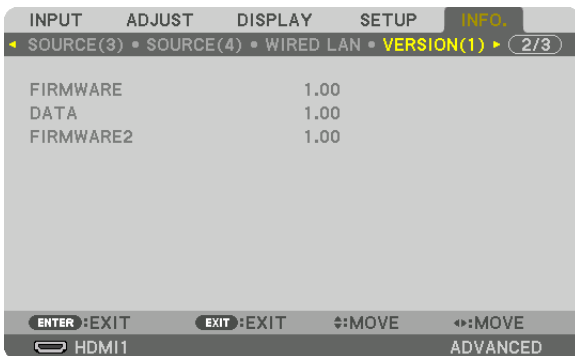 INPUT ADJUST DISPLAY SETUP INFO.
SOURCE(3) • SOURCE(4) • WIRED LAN • VERSION(1) 2/3
FIRMWARE 1.00
DATA 1.00
FIRMWARE2 1.00
ENTER :EXIT EXIT :EXIT :MOVE :MOVE
HDMI1 ADVANCED